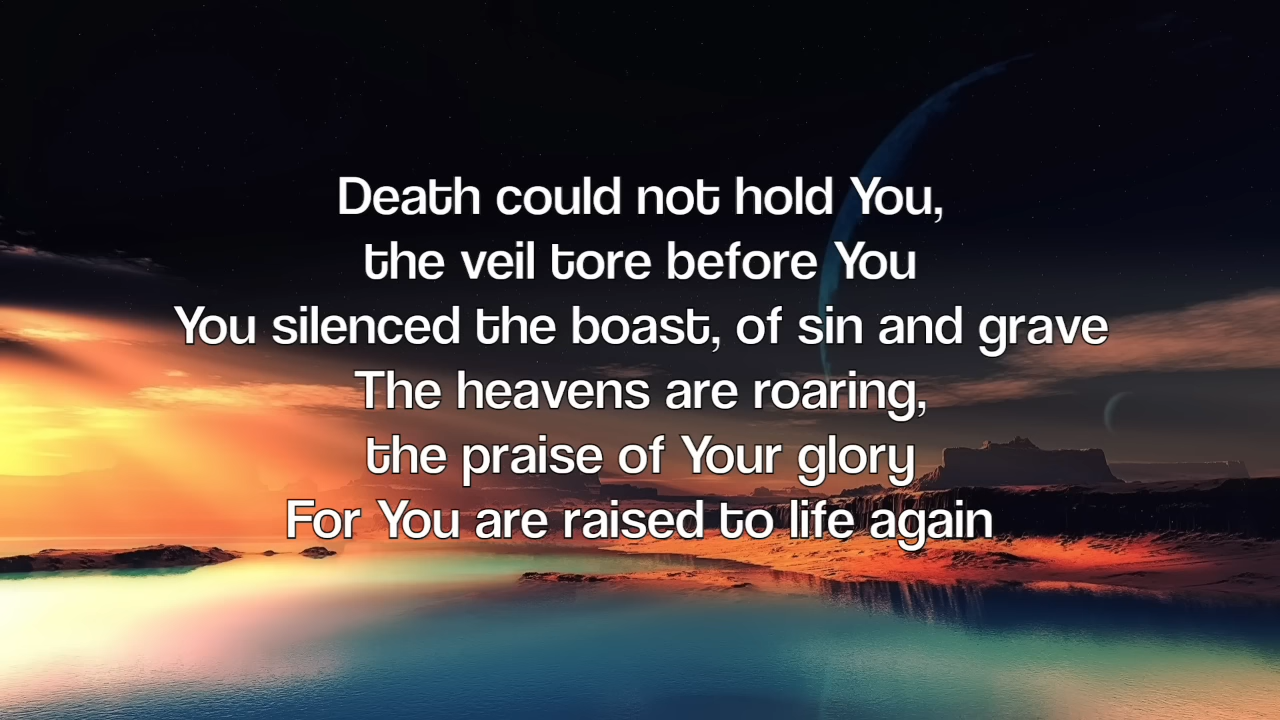 Death could not hold You,
the veil tore before You
You silenced the boast, of sin and grave
The heavens are roaring,
the praise of Your glory
For You are raised to life again